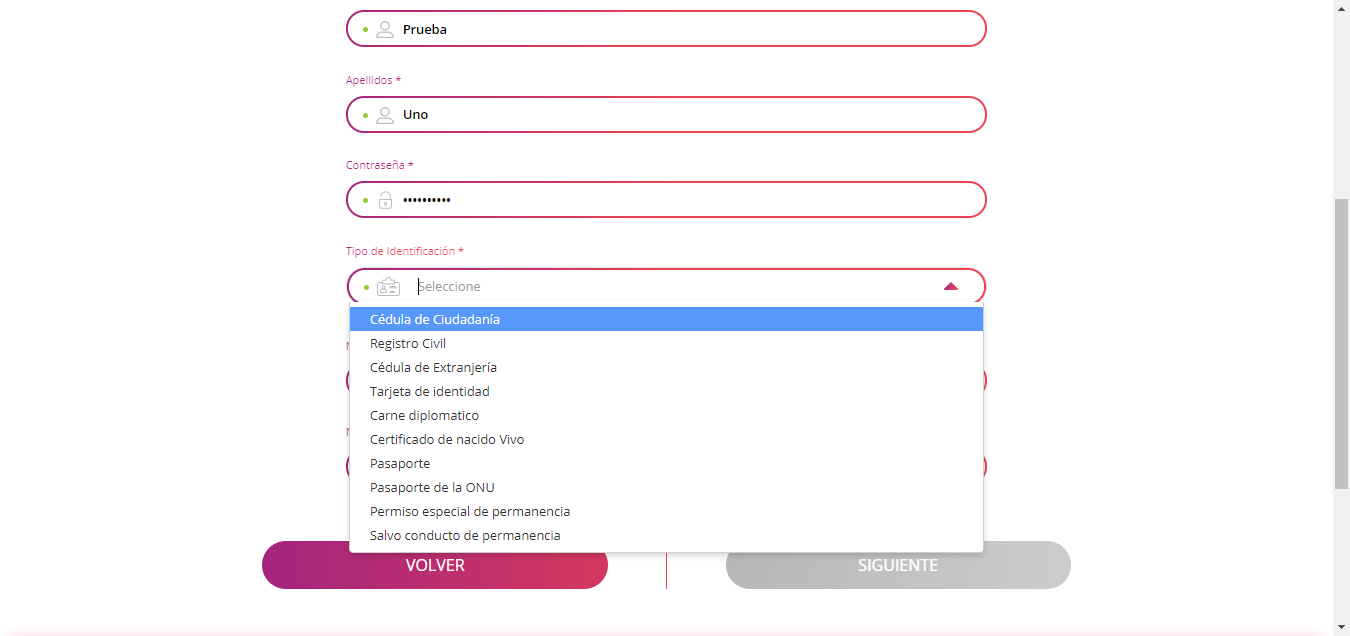 Prueba
Apellidos *
Uno
Contraseña *
••••••••••
Tipo de Identificación *
Seleccione
Cédula de Ciudadanía
Registro Civil
Cédula de Extranjería
Tarjeta de identidad
Carne diplomatico
Certificado de nacido Vivo
Pasaporte
Pasaporte de la ONU
Permiso especial de permanencia
Salvo conducto de permanencia
VOLVER
SIGUIENTE